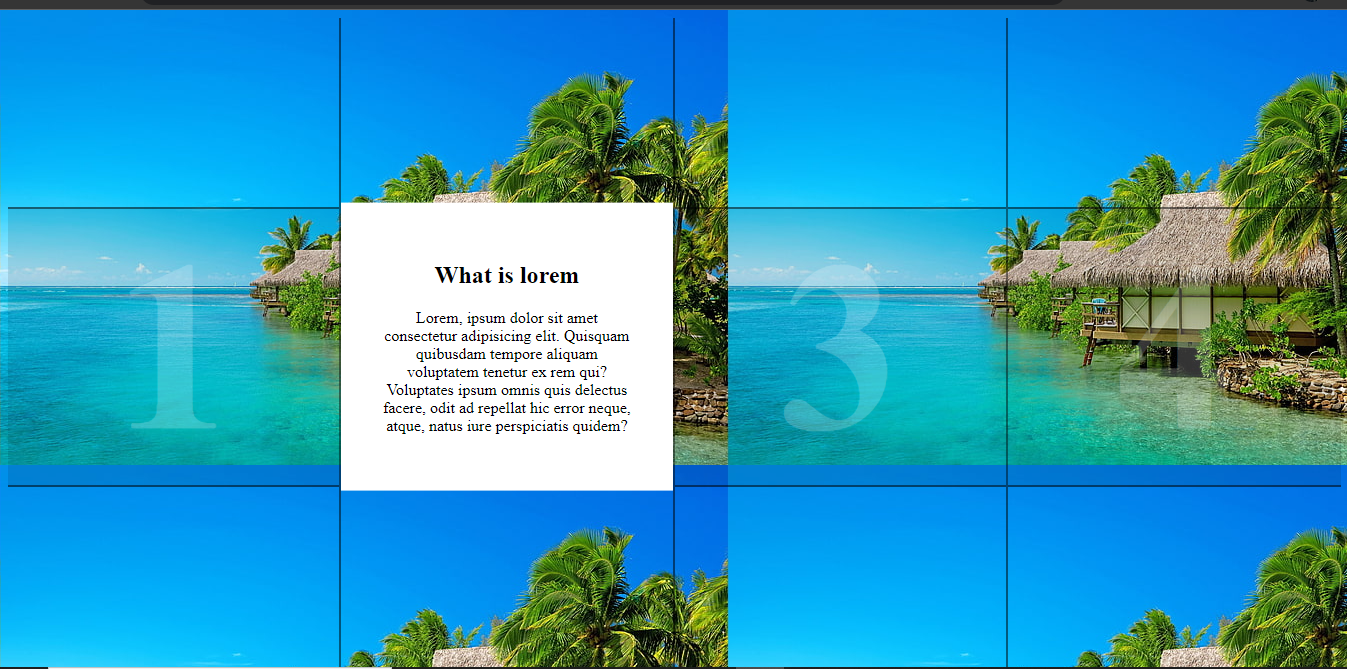 1
What is lorem
Lorem, ipsum dolor sit amet
consectetur adipisicing elit. Quisquam
quibusdam tempore aliquam
voluptatem tenetur ex rem qui?
Voluptates ipsum omnis quis delectus
facere, odit ad repellat hic error neque,
atque, natus iure perspiciatis quidem?
3
4